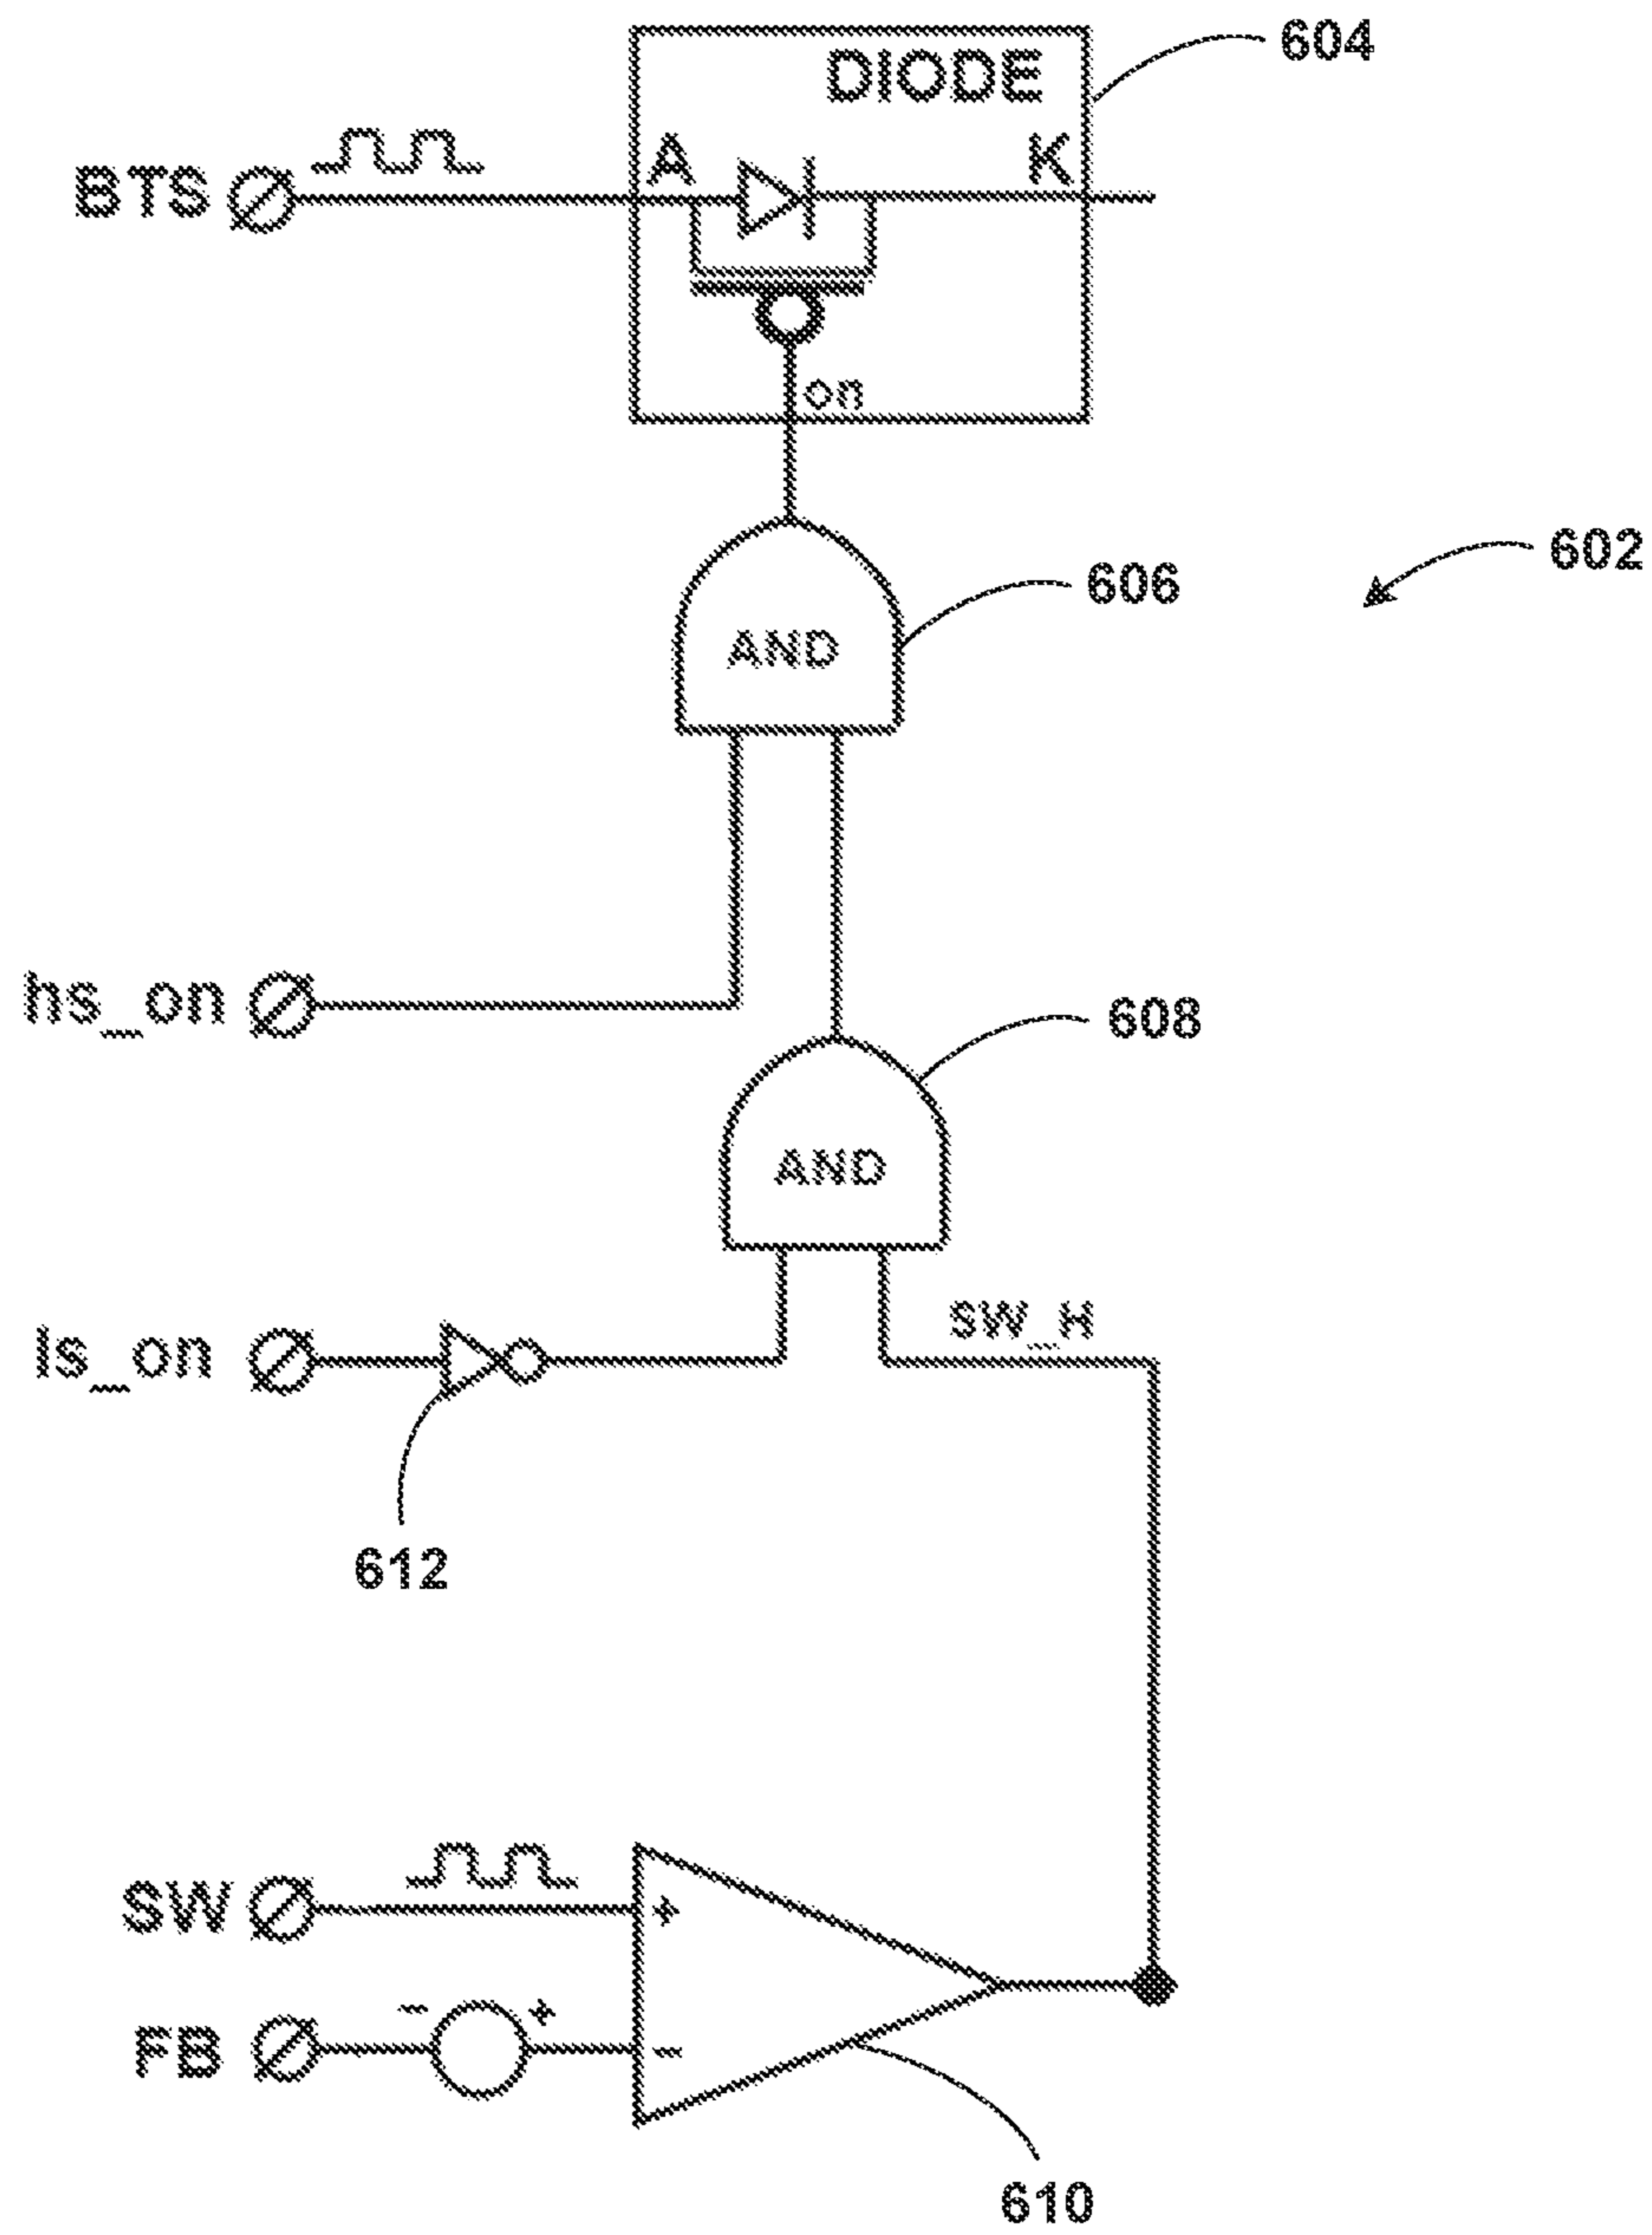 604
DIODE
BTS
A
K
on
602
606
AND
hs_on
608
AND
SW_H
ls_on
612
SW
+
- +
FB
-
610